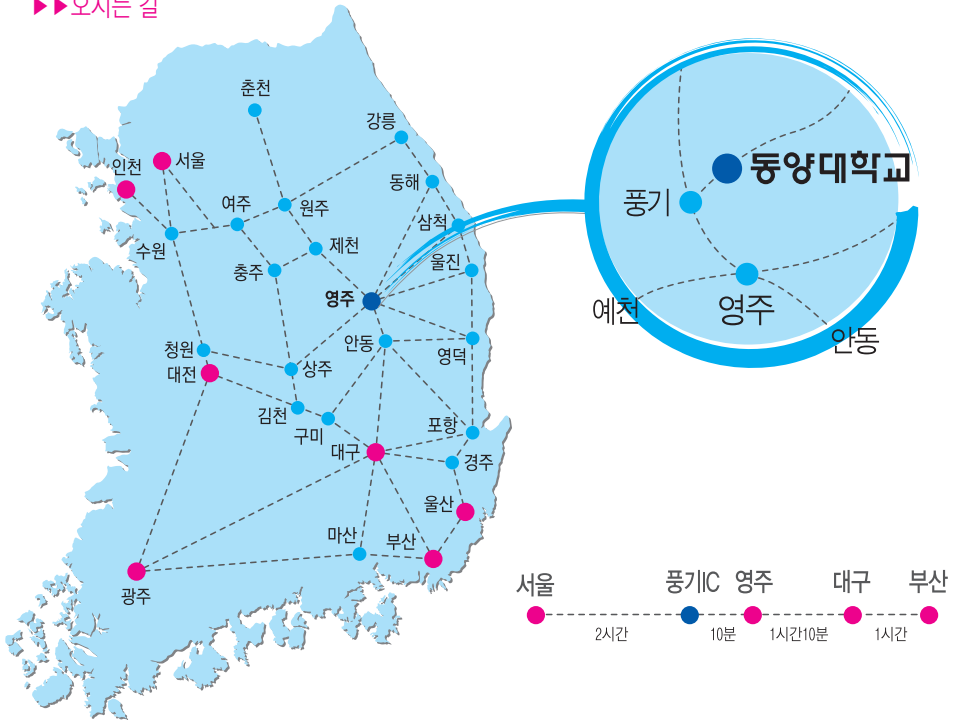 ▶▶오시는 길
춘천
강릉
인천
서울
동해
여주
원주
삼척
수원
제천
충주
울진
영주
청원
안동
영덕
대전
상주
김천
구미
포항
대구
경주
울산
마산
부산
광주
동양대학교
풍기
예천
영주
안동
서울 풍기IC 영주 대구 부산
2시간 10분 1시간10분 1시간